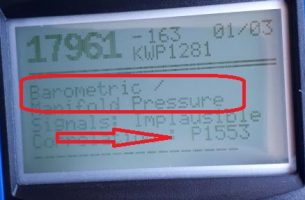 17961 -163 01/03
KWP1281
Barometric /
Manifold Pressure
Signals: Implausible
P1553